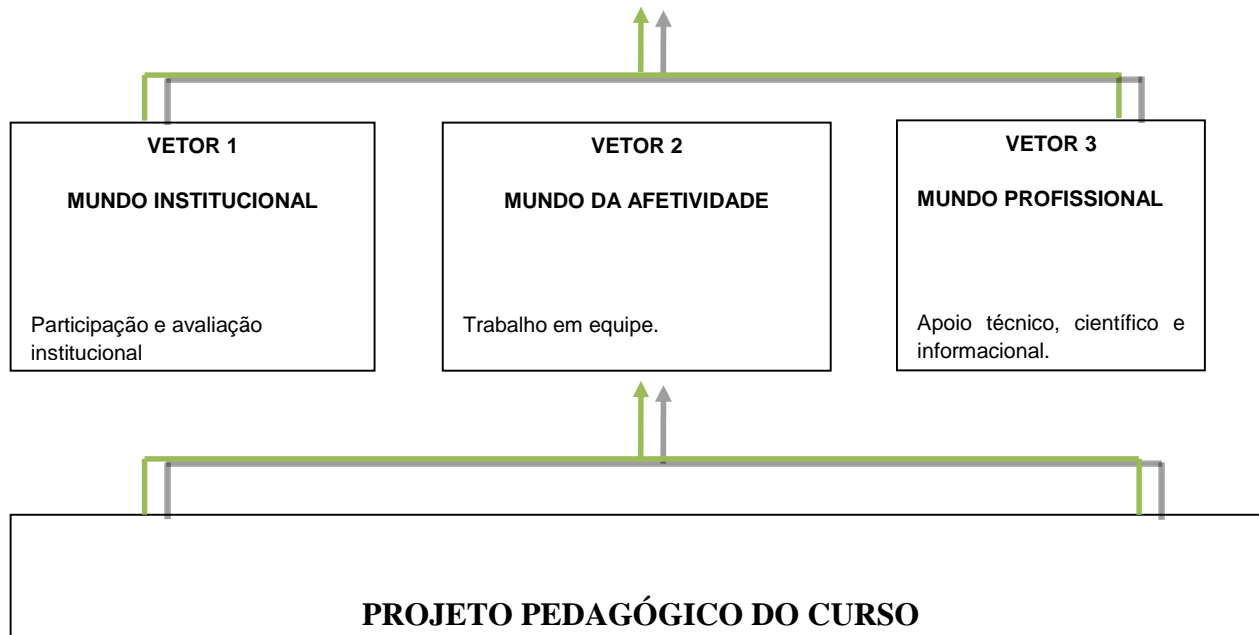 VETOR 1
MUNDO INSTITUCIONAL
Participação e avaliação
institucional
VETOR 2
MUNDO DA AFETIVIDADE
Trabalho em equipe.
VETOR 3
MUNDO PROFISSIONAL
Apoio técnico, científico e
informacional.
PROJETO PEDAGÓGICO DO CURSO